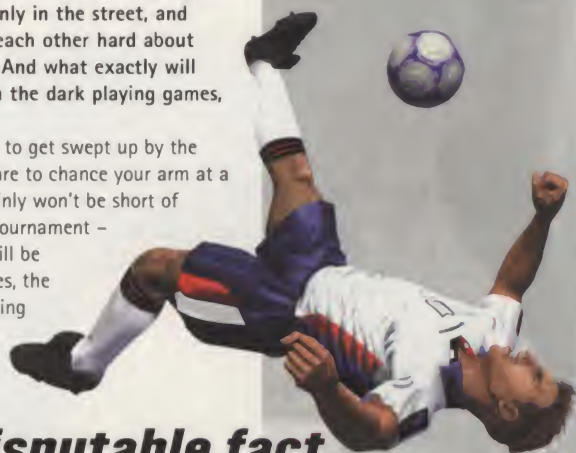 nly in the street, and
each other hard about
And what exactly will
the dark playing games,
to get swept up by the
are to chance your arm at a
inly won't be short of
ournament –
ill be
es, the
ing
isputable fact